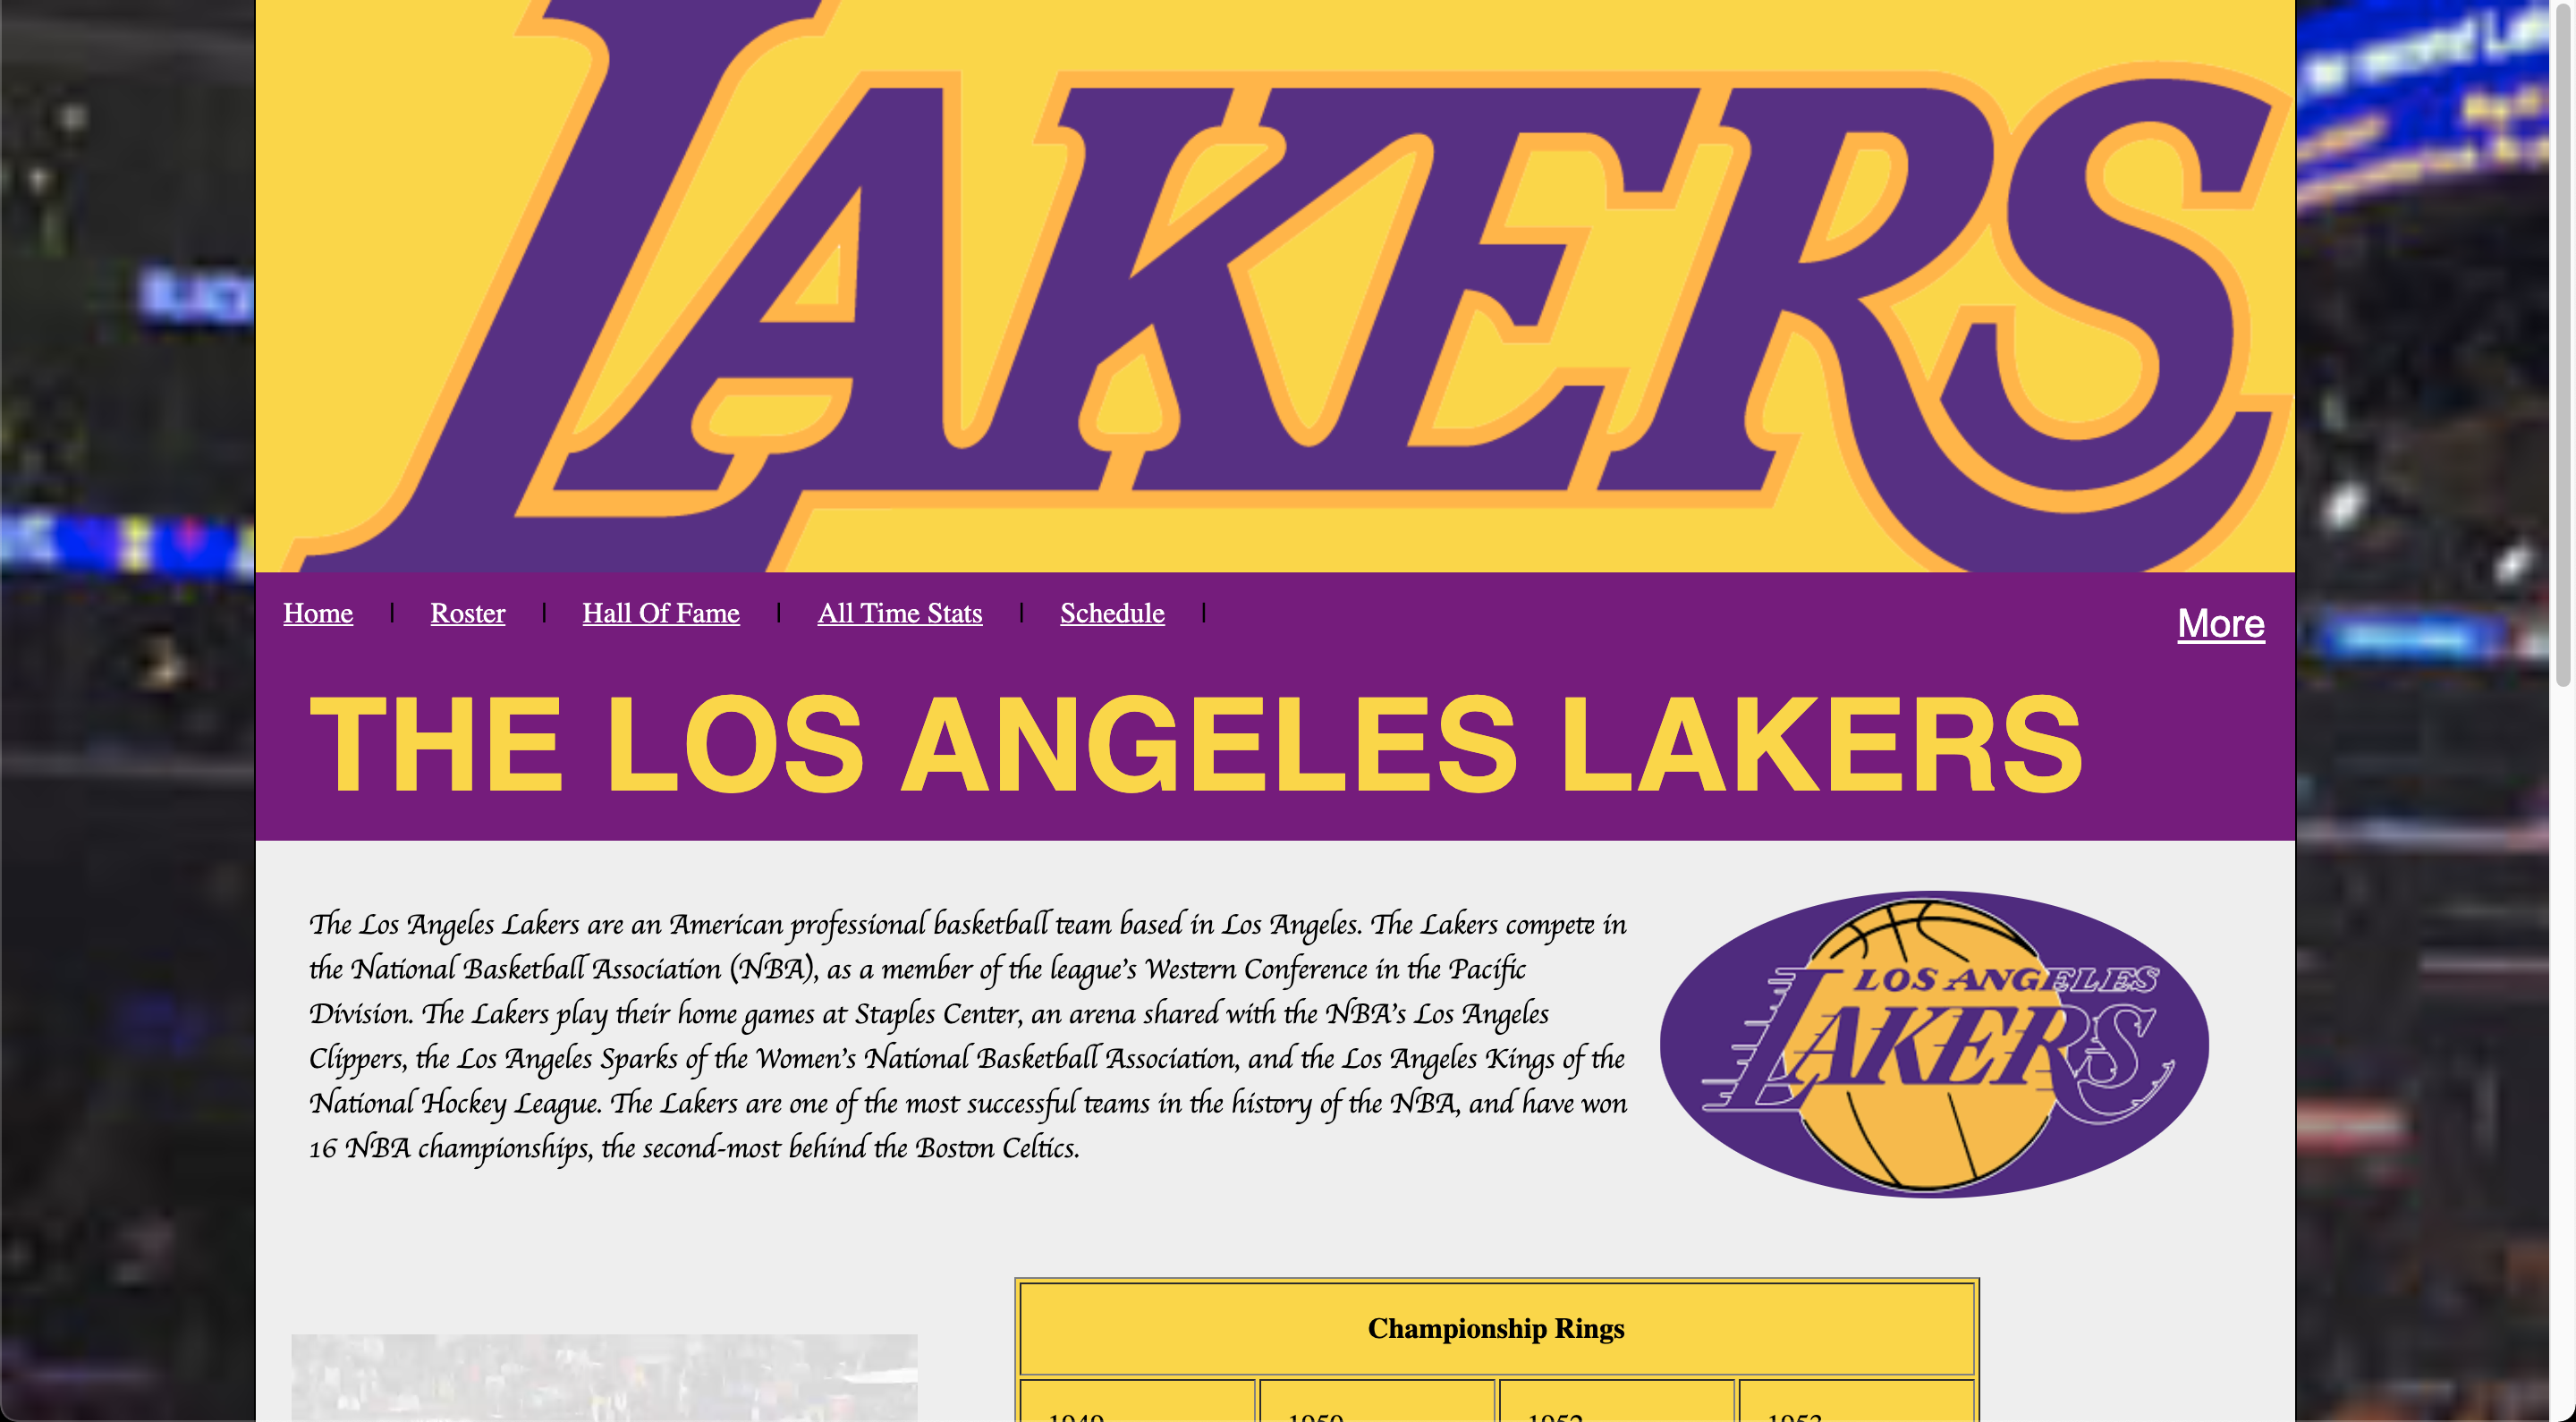 LAKERS
Home | Roster | Hall Of Fame | All Time Stats | Schedule |
More
THE LOS ANGELES LAKERS
The Los Angeles Lakers are an American professional basketball team based in Los Angeles. The Lakers compete in
the National Basketball Association (NBA), as a member of the league's Western Conference in the Pacific
Division. The Lakers play their home games at Staples Center, an arena shared with the NBA's Los Angeles
Clippers, the Los Angeles Sparks of the Women's National Basketball Association, and the Los Angeles Kings of the
National Hockey League. The Lakers are one of the most successful teams in the history of the NBA, and have won
16 NBA championships, the second-most behind the Boston Celtics.
LOS ANGELES
LAKERS
Championship Rings
1949 1950 1952 1953